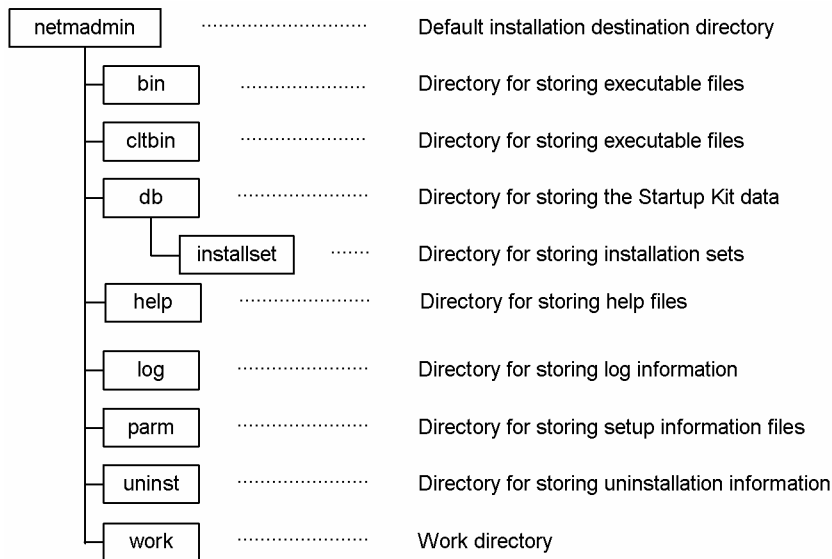 netmadmin Default installation destination directory
bin Directory for storing executable files
cltbin Directory for storing executable files
db Directory for storing the Startup Kit data
installset Directory for storing installation sets
help Directory for storing help files
log Directory for storing log information
parm Directory for storing setup information files
uninst Directory for storing uninstallation information
work Work directory